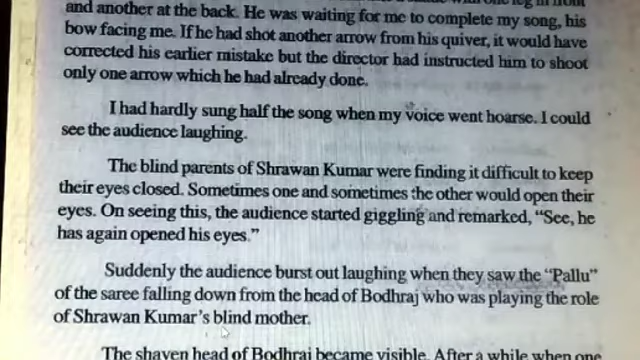 and another at the back. He was waiting for me to complete my song, his
bow facing me. If he had shot another arrow from his quiver, it would have
corrected his earlier mistake but the director had instructed him to shoot
only one arrow which he had already done.
I had hardly sung half the song when my voice went hoarse. I could
see the audience laughing.
The blind parents of Shrawan Kumar were finding it difficult to keep
their eyes closed. Sometimes one and sometimes the other would open their
eyes. On seeing this, the audience started giggling and remarked, “See, he
has again opened his eyes.”
Suddenly the audience burst out laughing when they saw the “Pallu”
of the saree falling down from the head of Bodhraj who was playing the role
of Shrawan Kumar’s blind mother.
The shaven head of Bodhraj became visible. After a while when one